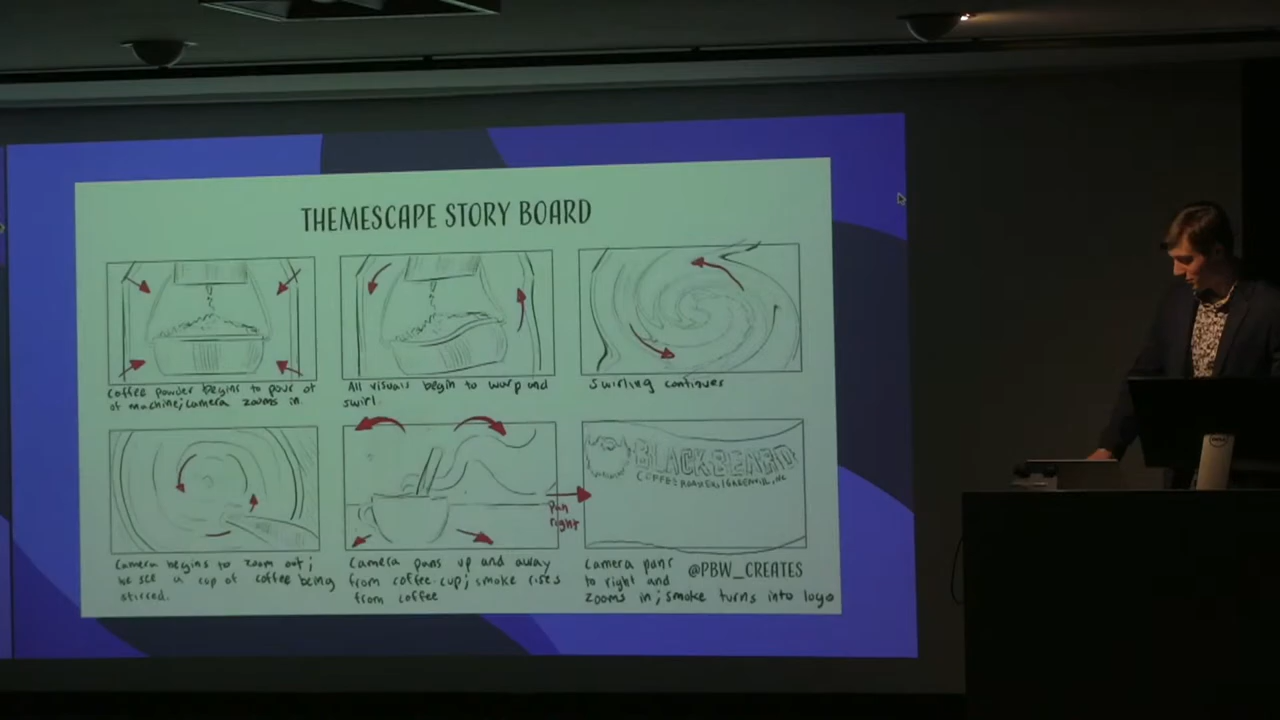 THEMESCAPE STORY BOARD
Coffee powder begins to pour ot
of machine; camera zooms in.
All visuals begin to warp and
swirl.
Swirling continues
Camera begins to zoom out;
we see a cup of coffee being
stirred.
Pan
right
Camera pans up and away
from coffee cup; smoke rises
from coffee
BLACKBEARD
COFFEE ROASTERS | GREENVILLE, NC
Camera pans
to right and
zooms in; smoke turns into logo
@PBW_CREATES
DELL